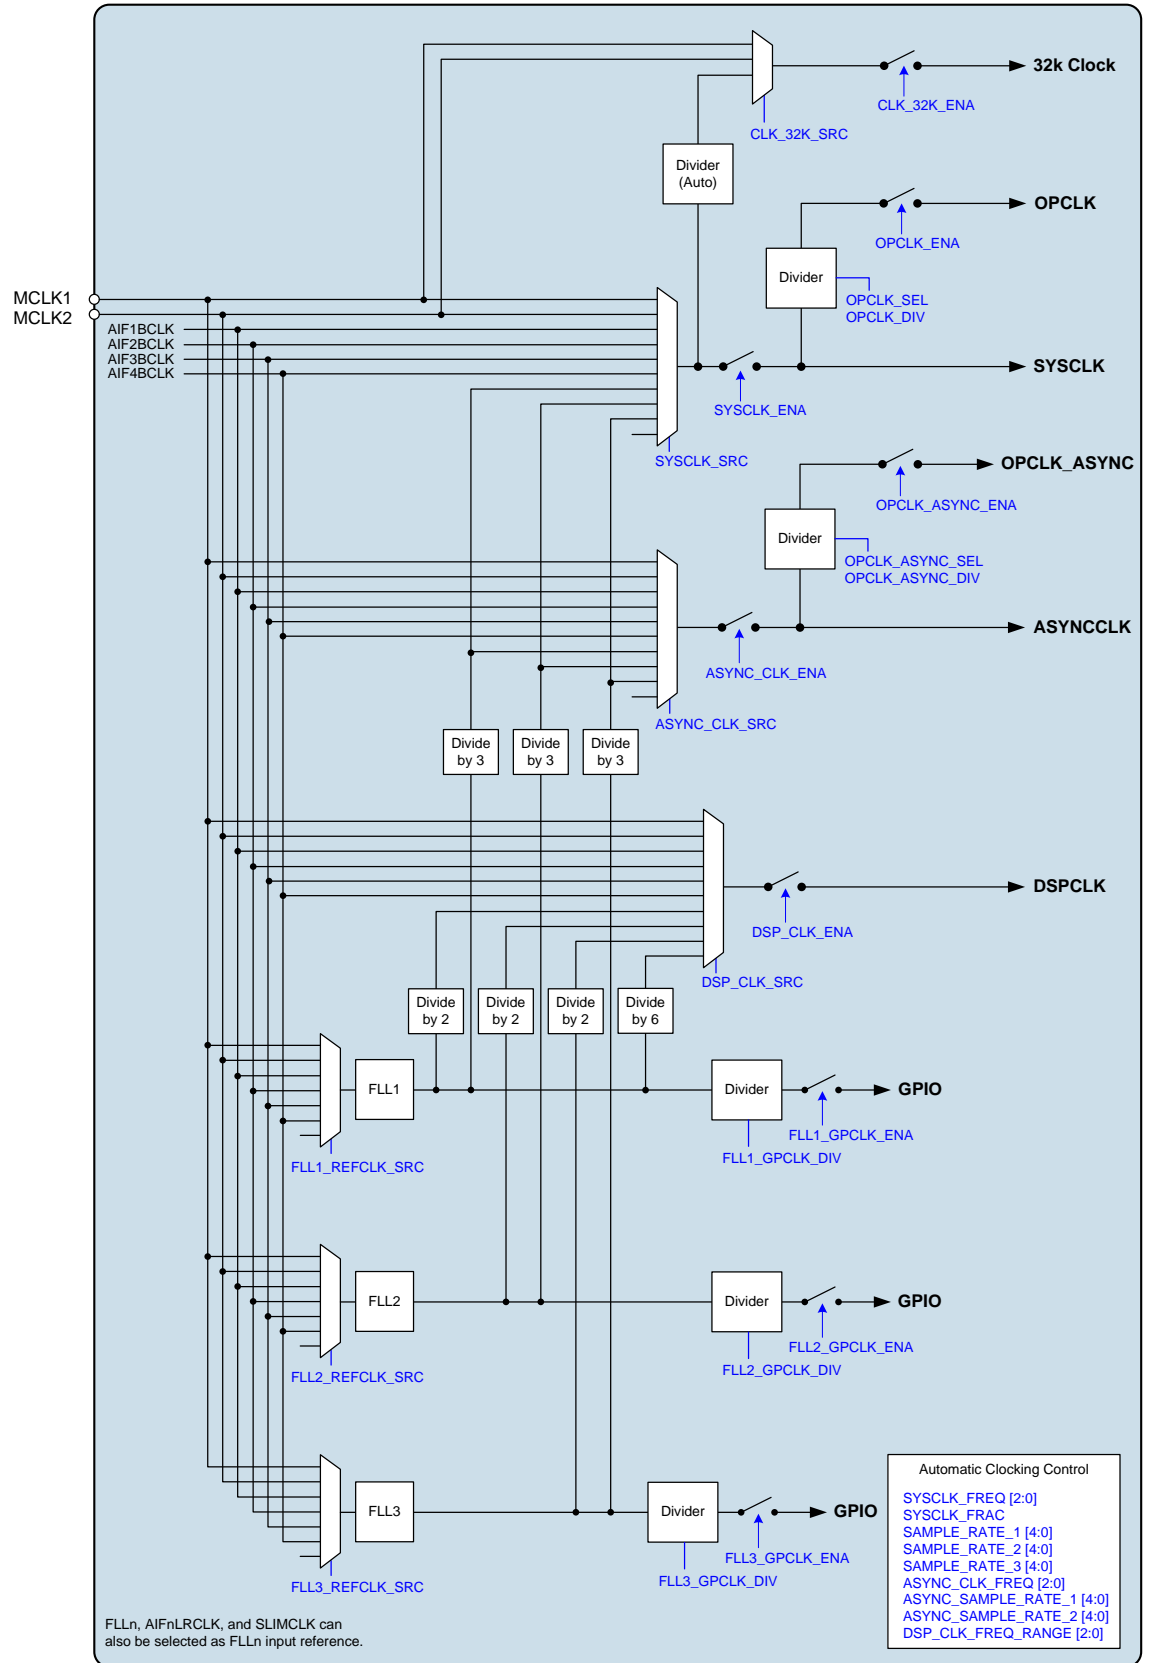 32k Clock
CLK_32K_ENA
CLK_32K_SRC
Divider
(Auto)
OPCLK
OPCLK_ENA
Divider
OPCLK_SEL
OPCLK_DIV
MCLK1
MCLK2
AIF1BCLK
AIF2BCLK
AIF3BCLK
AIF4BCLK
SYSCLK
SYSCLK_ENA
SYSCLK_SRC
OPCLK_ASYNC
OPCLK_ASYNC_ENA
Divider
OPCLK_ASYNC_SEL
OPCLK_ASYNC_DIV
ASYNCCLK
ASYNC_CLK_ENA
ASYNC_CLK_SRC
Divide
by 3
Divide
by 3
Divide
by 3
DSPCLK
DSP_CLK_ENA
DSP_CLK_SRC
Divide
by 2
Divide
by 2
Divide
by 2
Divide
by 6
FLL1
Divider
GPIO
FLL1_GPCLK_ENA
FLL1_GPCLK_DIV
FLL1_REFCLK_SRC
FLL2
Divider
GPIO
FLL2_GPCLK_ENA
FLL2_GPCLK_DIV
FLL2_REFCLK_SRC
FLL3
Divider
GPIO
FLL3_GPCLK_ENA
FLL3_GPCLK_DIV
FLL3_REFCLK_SRC
Automatic Clocking Control
SYSCLK_FREQ [2:0]
SYSCLK_FRAC
SAMPLE_RATE_1 [4:0]
SAMPLE_RATE_2 [4:0]
SAMPLE_RATE_3 [4:0]
ASYNC_CLK_FREQ [2:0]
ASYNC_SAMPLE_RATE_1 [4:0]
ASYNC_SAMPLE_RATE_2 [4:0]
DSP_CLK_FREQ_RANGE [2:0]
FLLn, AIFnLRCLK, and SLIMCLK can
also be selected as FLLn input reference.